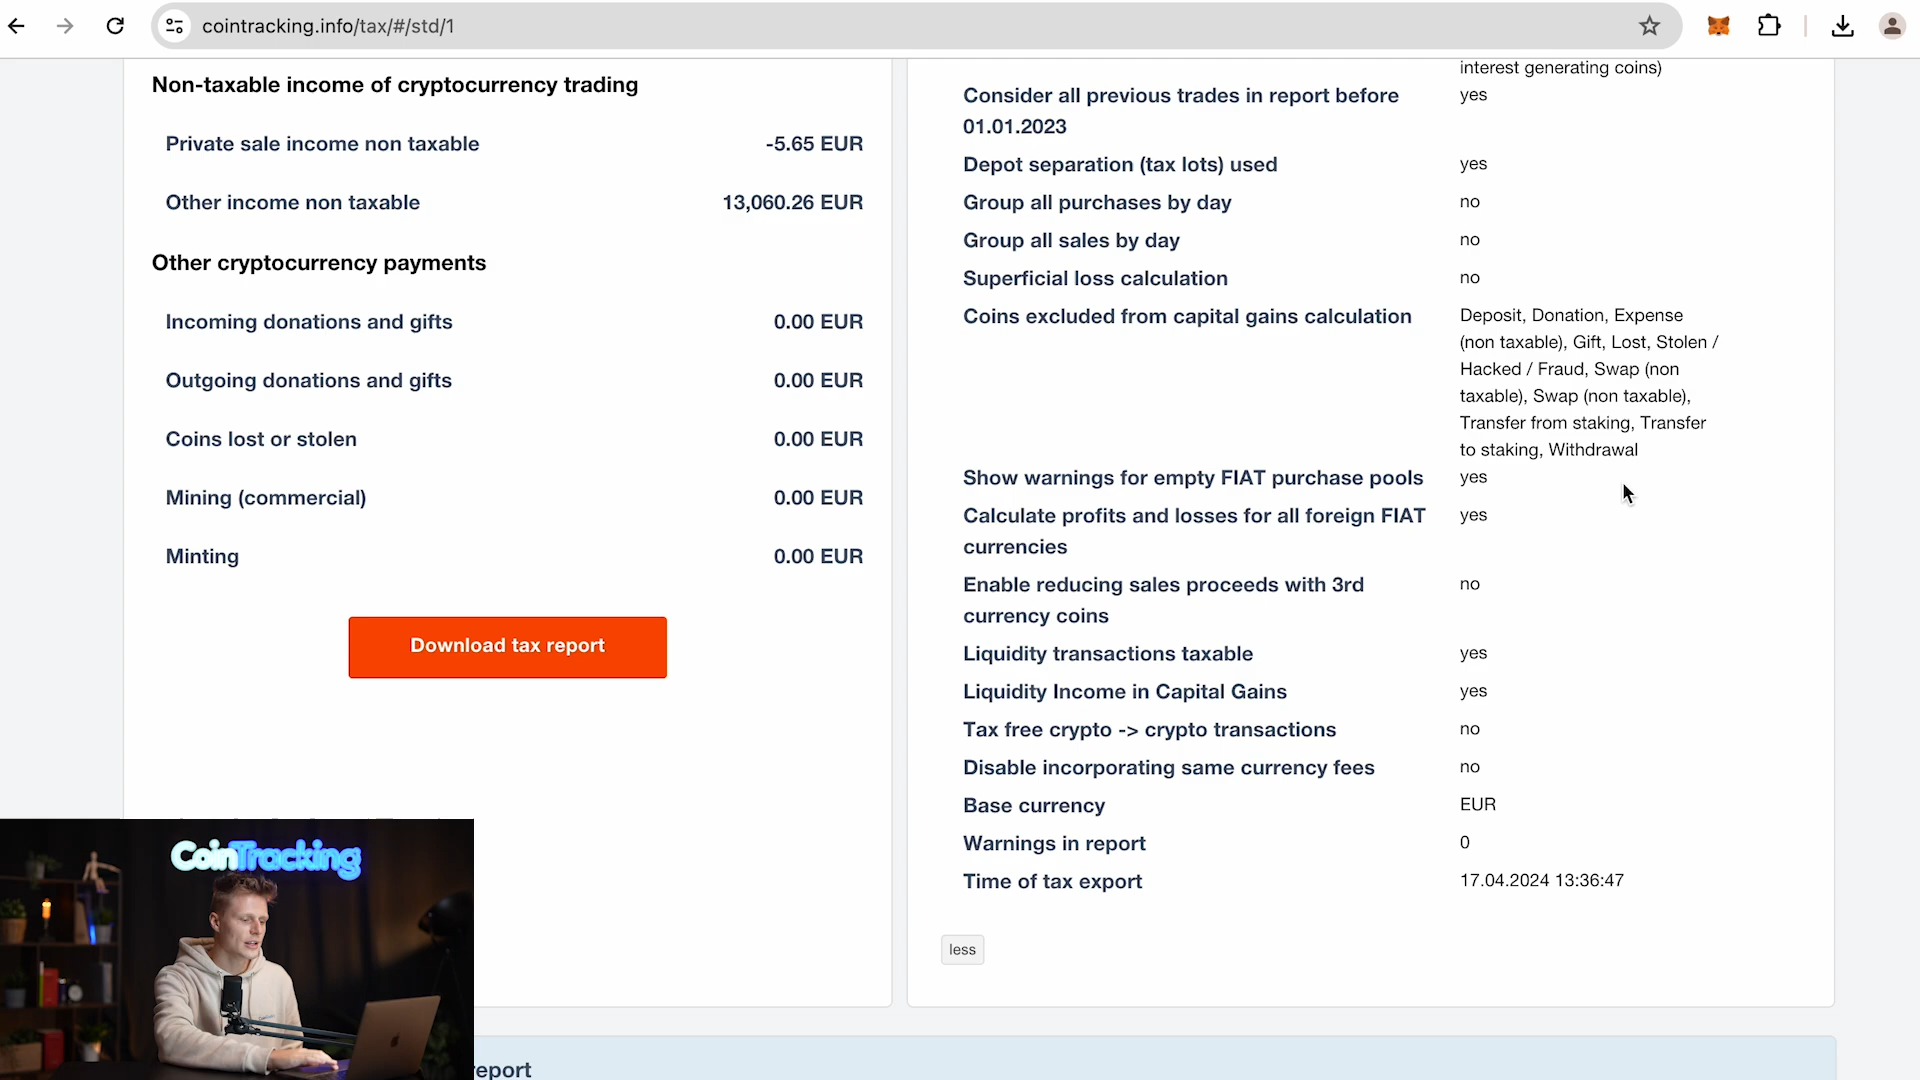 cointracking.info/tax/#/std/1
Non-taxable income of cryptocurrency trading
Private sale income non taxable -5.65 EUR
Other income non taxable 13,060.26 EUR
Other cryptocurrency payments
Incoming donations and gifts 0.00 EUR
Outgoing donations and gifts 0.00 EUR
Coins lost or stolen 0.00 EUR
Mining (commercial) 0.00 EUR
Minting 0.00 EUR
Download tax report
interest generating coins)
Consider all previous trades in report before yes
01.01.2023
Depot separation (tax lots) used yes
Group all purchases by day no
Group all sales by day no
Superficial loss calculation no
Coins excluded from capital gains calculation Deposit, Donation, Expense
(non taxable), Gift, Lost, Stolen /
Hacked / Fraud, Swap (non
taxable), Swap (non taxable),
Transfer from staking, Transfer
to staking, Withdrawal
Show warnings for empty FIAT purchase pools yes
Calculate profits and losses for all foreign FIAT yes
currencies
Enable reducing sales proceeds with 3rd no
currency coins
Liquidity transactions taxable yes
Liquidity Income in Capital Gains yes
Tax free crypto -> crypto transactions no
Disable incorporating same currency fees no
Base currency EUR
Warnings in report 0
Time of tax export 17.04.2024 13:36:47
less
CoinTracking
report